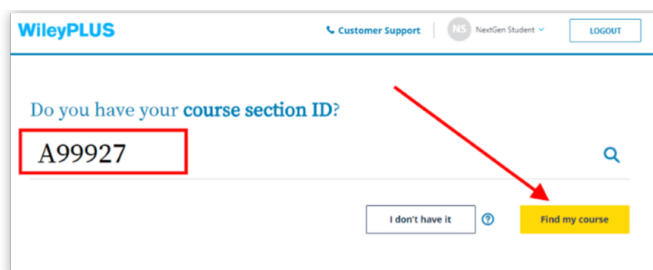 WileyPLUS Customer Support NS NextGen Student LOGOUT
Do you have your course section ID?
A99927
I don't have it ? Find my course